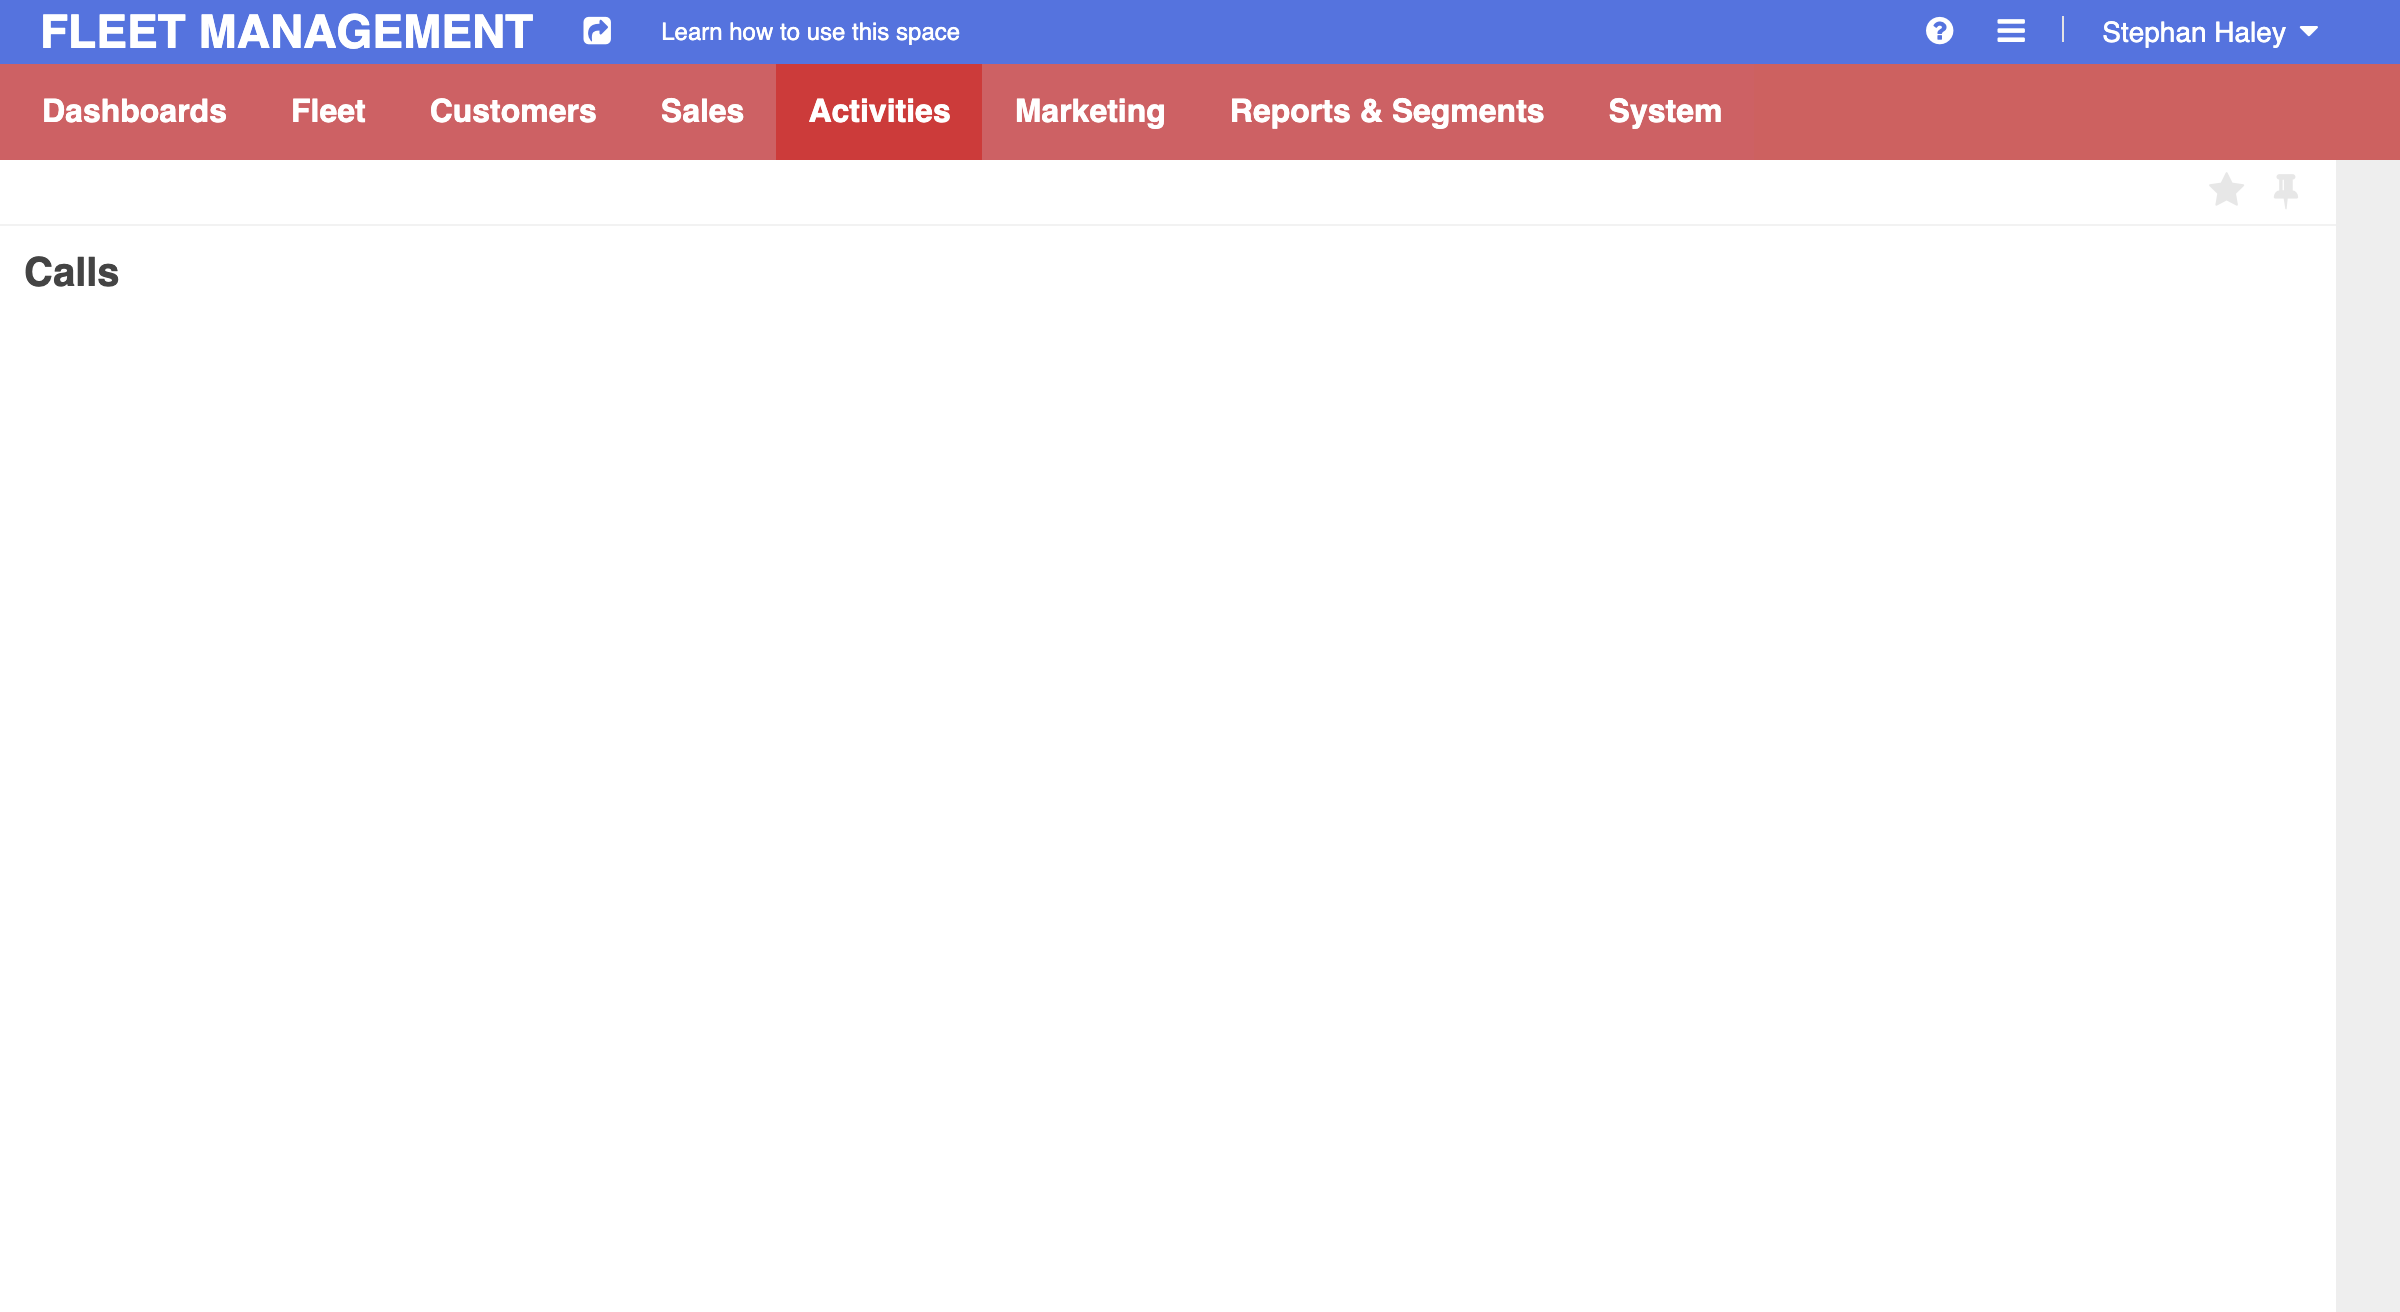 FLEET MANAGEMENT Learn how to use this space Stephan Haley
Dashboards Fleet Customers Sales Activities Marketing Reports & Segments System
Calls